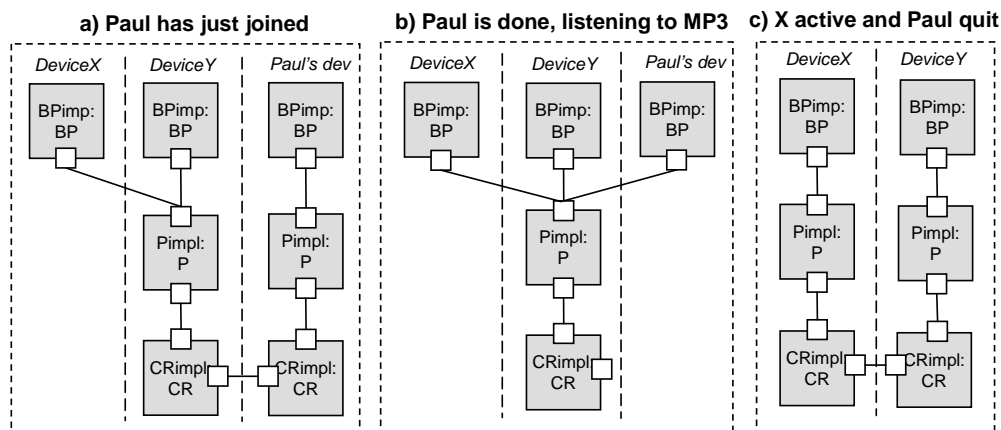 a) Paul has just joined
DeviceX
DeviceY
Paul's dev
BPimp:
BP
BPimp:
BP
BPimp:
BP
Pimpl:
P
Pimpl:
P
CRimpl:
CR
CRimpl:
CR
b) Paul is done, listening to MP3
DeviceX
DeviceY
Paul's dev
BPimp:
BP
BPimp:
BP
BPimp:
BP
Pimpl:
P
CRimpl:
CR
c) X active and Paul quit
DeviceX
DeviceY
BPimp:
BP
BPimp:
BP
Pimpl:
P
Pimpl:
P
CRimpl:
CR
CRimpl:
CR